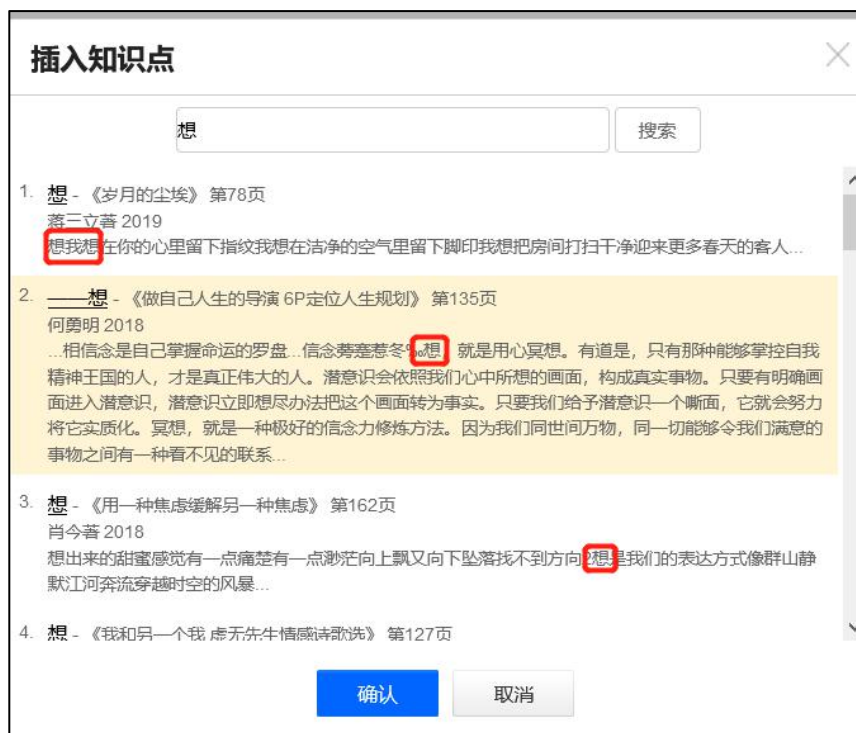 插入知识点
想
搜索
1. 想 - 《岁月的尘埃》 第78页
蒋三立著 2019
想我想在你的心里留下指纹我想在洁净的空气里留下脚印我想把房间打扫干净迎来更多春天的客人...
2. ——想 - 《做自己人生的导演 6P定位人生规划》 第135页
何勇明 2018
...相信念是自己掌握命运的罗盘...信念蒡蹇惹冬‰想，就是用心冥想。有道是，只有那种能够掌控自我
精神王国的人，才是真正伟大的人。潜意识会依照我们心中所想的画面，构成真实事物。只要有明确画
面进入潜意识，潜意识立即想尽办法把这个画面转为事实。只要我们给予潜意识一个嘶面，它就会努力
将它实质化。冥想，就是一种极好的信念力修炼方法。因为我们同世间万物，同一切能够令我们满意的
事物之间有一种看不见的联系...
3. 想 - 《用一种焦虑缓解另一种焦虑》 第162页
肖今著 2018
想出来的甜蜜感觉有一点痛楚有一点渺茫向上飘又向下坠落找不到方向2想是我们的表达方式像群山静
默江河奔流穿越时空的风暴...
4. 想 - 《我和另一个我 虚无先生情感诗歌选》 第127页
确认
取消